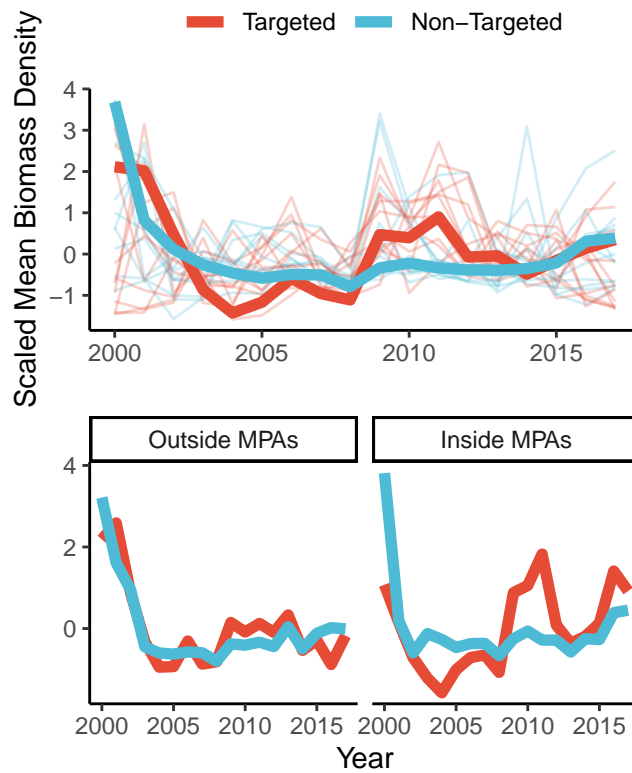 Targeted Non−Targeted
Scaled Mean Biomass Density
4
3
2
1
0
−1
2000 2005 2010 2015
Outside MPAs Inside MPAs
4
2
0
2000 2005 2010 2015 2000 2005 2010 2015
Year